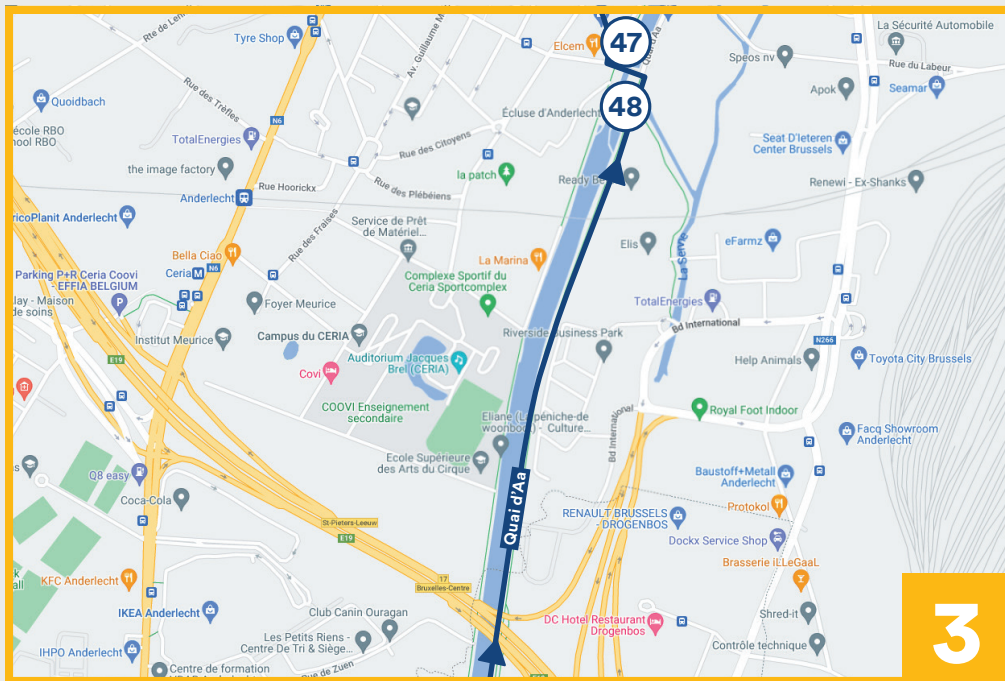 Rte de Len
Tyre Shop
Av. Guillaume M
Elcem
47
Quai d'Aa
La Sécurité Automobile
Speos nv
Rue du Labeur
Quoidbach
Rue des Trèfles
48
Apok
Seamar
école RBO
ool RBO
N6
Écluse d'Anderlecht
TotalEnergies
Rue des Citoyens
Seat D'Ieteren
Center Brussels
the image factory
la patch
Ready Be
Rue Hoorickx
Rue des Plébéiens
Renewi - Ex-Shanks
Anderlecht
ricoPlanit Anderlecht
Rue des Fraises
Service de Prêt
de Matériel...
Elis
La Senne
eFarmz
Bella Ciao
La Marina
Ceria
M
N6
Parking P+R Ceria Coovi
- EFFIA BELGIUM
P
Complexe Sportif du
Ceria Sportcomplex
lay - Maison
de soins
Foyer Meurice
TotalEnergies
Bd International
Institut Meurice
Campus du CERIA
Riverside Business Park
N266
E19
Auditorium Jacques
Brel (CERIA)
Help Animals
Toyota City Brussels
Covi
COOVI Enseignement
secondaire
Eliane (La péniche-de
woonboot) - Culture...
Bd International
Royal Foot Indoor
Facq Showroom
Anderlecht
Ecole Supérieure
des Arts du Cirque
Q8 easy
Baustoff+Metall
Anderlecht
Coca-Cola
Quai d'Aa
Protokol
St-Pieters-Leeuw
E19
RENAULT BRUSSELS
- DROGENBOS
Dockx Service Shop
Brasserie iLLeGaaL
KFC Anderlecht
17
Bruxelles-Centre
IKEA Anderlecht
Club Canin Ouragan
DC Hotel Restaurant
Drogenbos
Shred-it
IHPO Anderlecht
Les Petits Riens -
Centre De Tri & Siège...
Contrôle technique
Centre de formation
Rue de Zuen
3